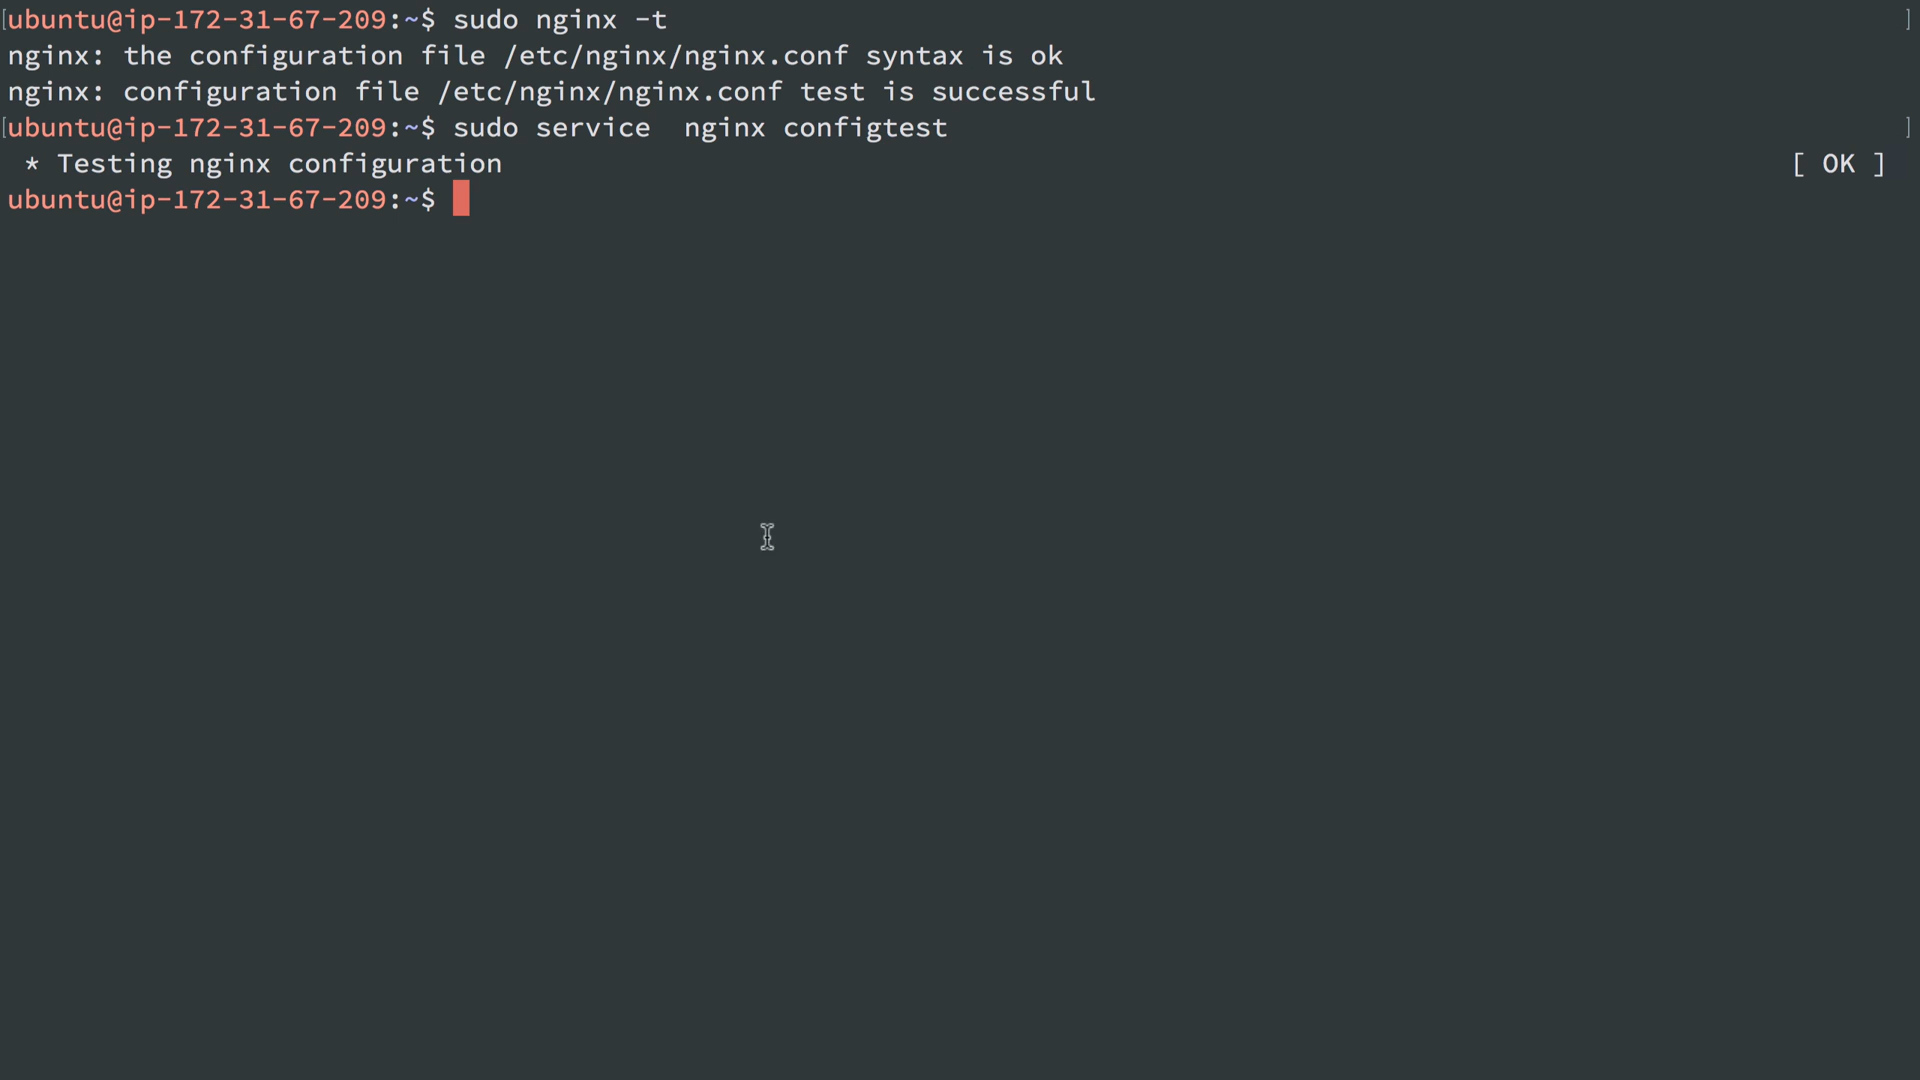 [ubuntu@ip-172-31-67-209:~$ sudo nginx -t ]
nginx: the configuration file /etc/nginx/nginx.conf syntax is ok
nginx: configuration file /etc/nginx/nginx.conf test is successful
[ubuntu@ip-172-31-67-209:~$ sudo service  nginx configtest ]
 * Testing nginx configuration [ OK ]
ubuntu@ip-172-31-67-209:~$